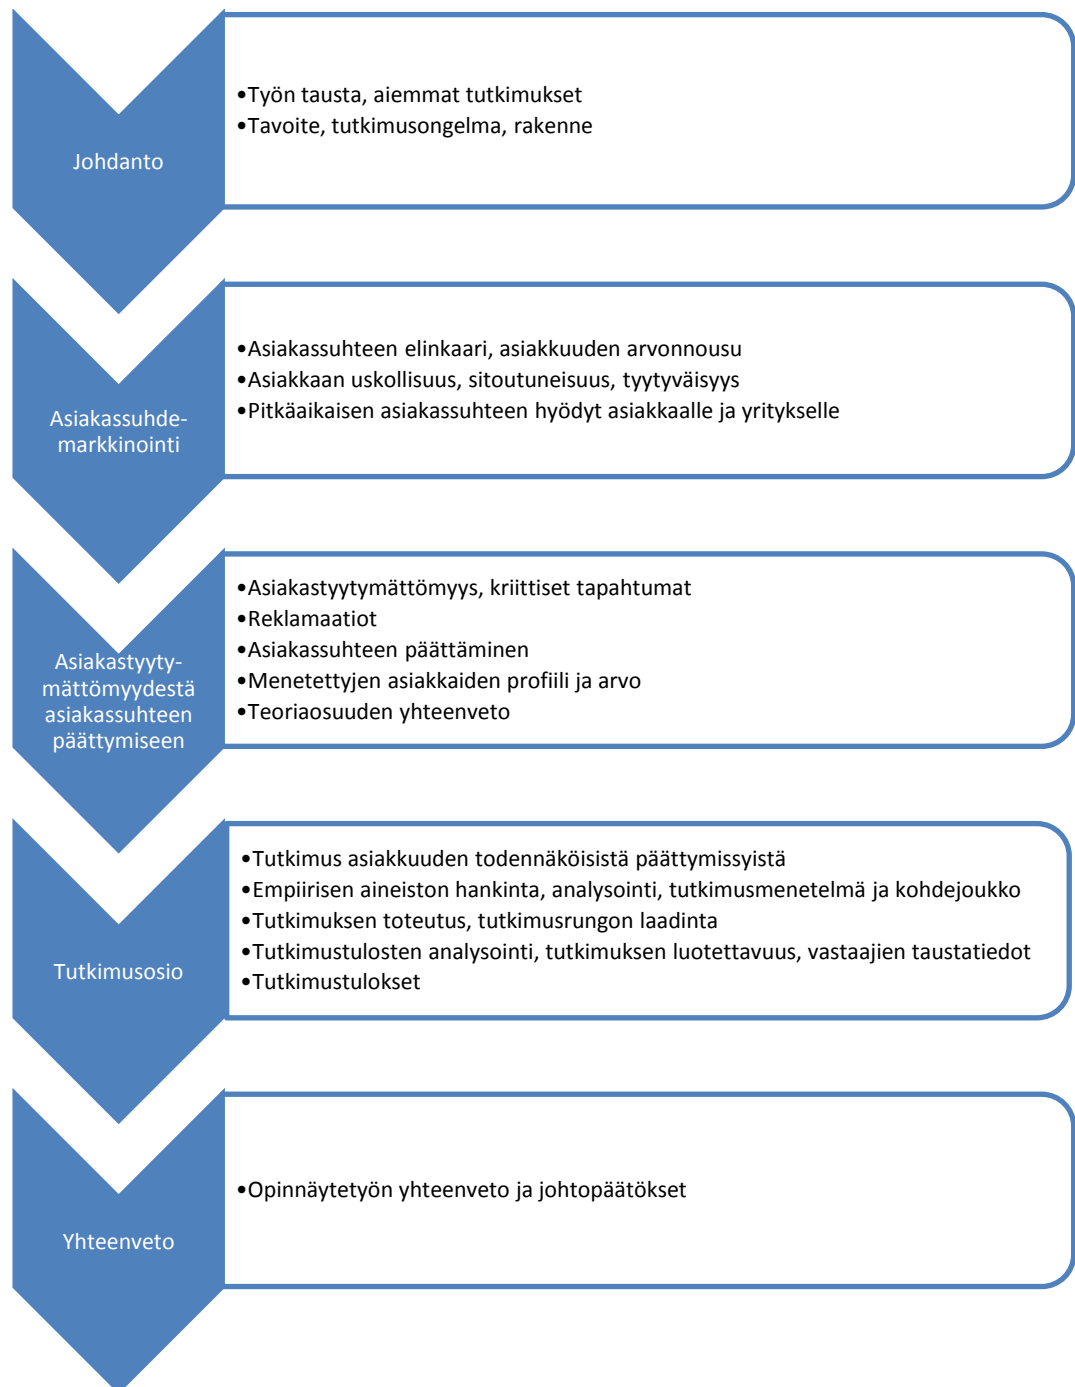 Johdanto
•Työn tausta, aiemmat tutkimukset
•Tavoite, tutkimusongelma, rakenne
Asiakassuhde-
markkinointi
•Asiakassuhteen elinkaari, asiakkuuden arvonnousu
•Asiakkaan uskollisuus, sitoutuneisuus, tyytyväisyys
•Pitkäaikaisen asiakassuhteen hyödyt asiakkaalle ja yritykselle
Asiakastyyty-
mättömyydestä
asiakassuhteen
päättymiseen
•Asiakastyytymättömyys, kriittiset tapahtumat
•Reklamaatiot
•Asiakassuhteen päättäminen
•Menetettyjen asiakkaiden profiili ja arvo
•Teoriaosuuden yhteenveto
Tutkimusosio
•Tutkimus asiakkuuden todennäköisistä päättymissyistä
•Empiirisen aineiston hankinta, analysointi, tutkimusmenetelmä ja kohdejoukko
•Tutkimuksen toteutus, tutkimusrungon laadinta
•Tutkimustulosten analysointi, tutkimuksen luotettavuus, vastaajien taustatiedot
•Tutkimustulokset
Yhteenveto
•Opinnäytetyön yhteenveto ja johtopäätökset